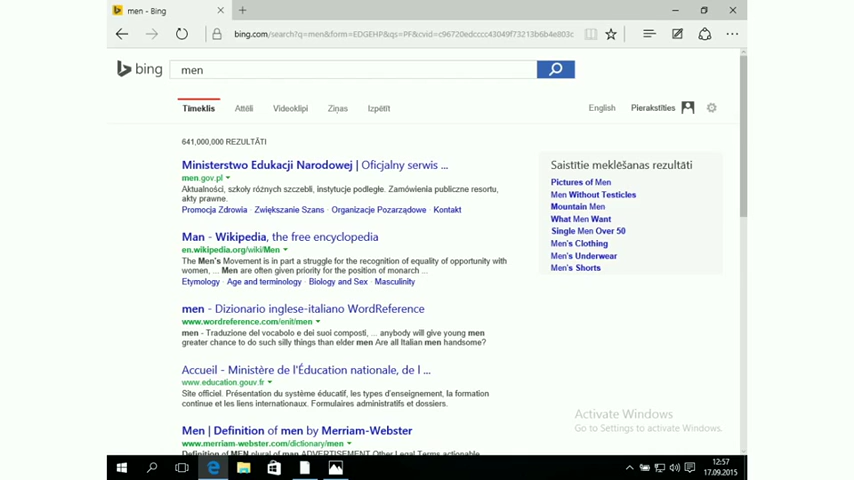 men - Bing
bing.com/search?q=men&form=EDGEHP&qs=PF&cvid=c96720edcccc43049f73213b6b4e803c
bing
men
Tīmeklis
Attēli
Videoklipi
Ziņas
Izpētīt
English
Pierakstīties
641,000,000 REZULTĀTI
Ministerstwo Edukacji Narodowej | Oficjalny serwis ...
men.gov.pl
Aktualności, szkoły różnych szczebli, instytucje podległe. Zamówienia publiczne resortu,
akty prawne.
Promocja Zdrowia · Zwiększanie Szans · Organizacje Pozarządowe · Kontakt
Man - Wikipedia, the free encyclopedia
en.wikipedia.org/wiki/Men
The Men's Movement is in part a struggle for the recognition of equality of opportunity with
women, ... Men are often given priority for the position of monarch ...
Etymology · Age and terminology · Biology and Sex · Masculinity
men - Dizionario inglese-italiano WordReference
www.wordreference.com/enit/men
men - Traduzione del vocabolo e dei suoi composti, ... anybody will give young men
greater chance to do such silly things than elder men Are all Italian men handsome?
Accueil - Ministère de l'Éducation nationale, de l ...
www.education.gouv.fr
Site officiel. Présentation du système éducatif, les types d'enseignement, la formation
continue et les liens internationaux. Formulaires administratifs et dossiers.
Men | Definition of men by Merriam-Webster
www.merriam-webster.com/dictionary/men
Definition of MEN plural of man ADVERTISEMENT Other Legal Terms actionable
Saistītie meklēšanas rezultāti
Pictures of Men
Men Without Testicles
Mountain Men
What Men Want
Single Men Over 50
Men's Clothing
Men's Underwear
Men's Shorts
Activate Windows
Go to Settings to activate Windows.
12:57
17.09.2015